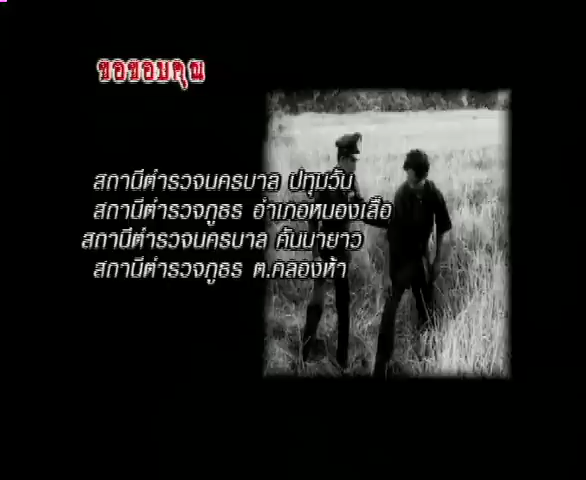 ขอขอบคุณ
สถานีตำรวจนครบาล ปทุมวัน
สถานีตำรวจภูธร อำเภอหนองเสือ
สถานีตำรวจนครบาล คันนายาว
สถานีตำรวจภูธร ต.คลองห้า